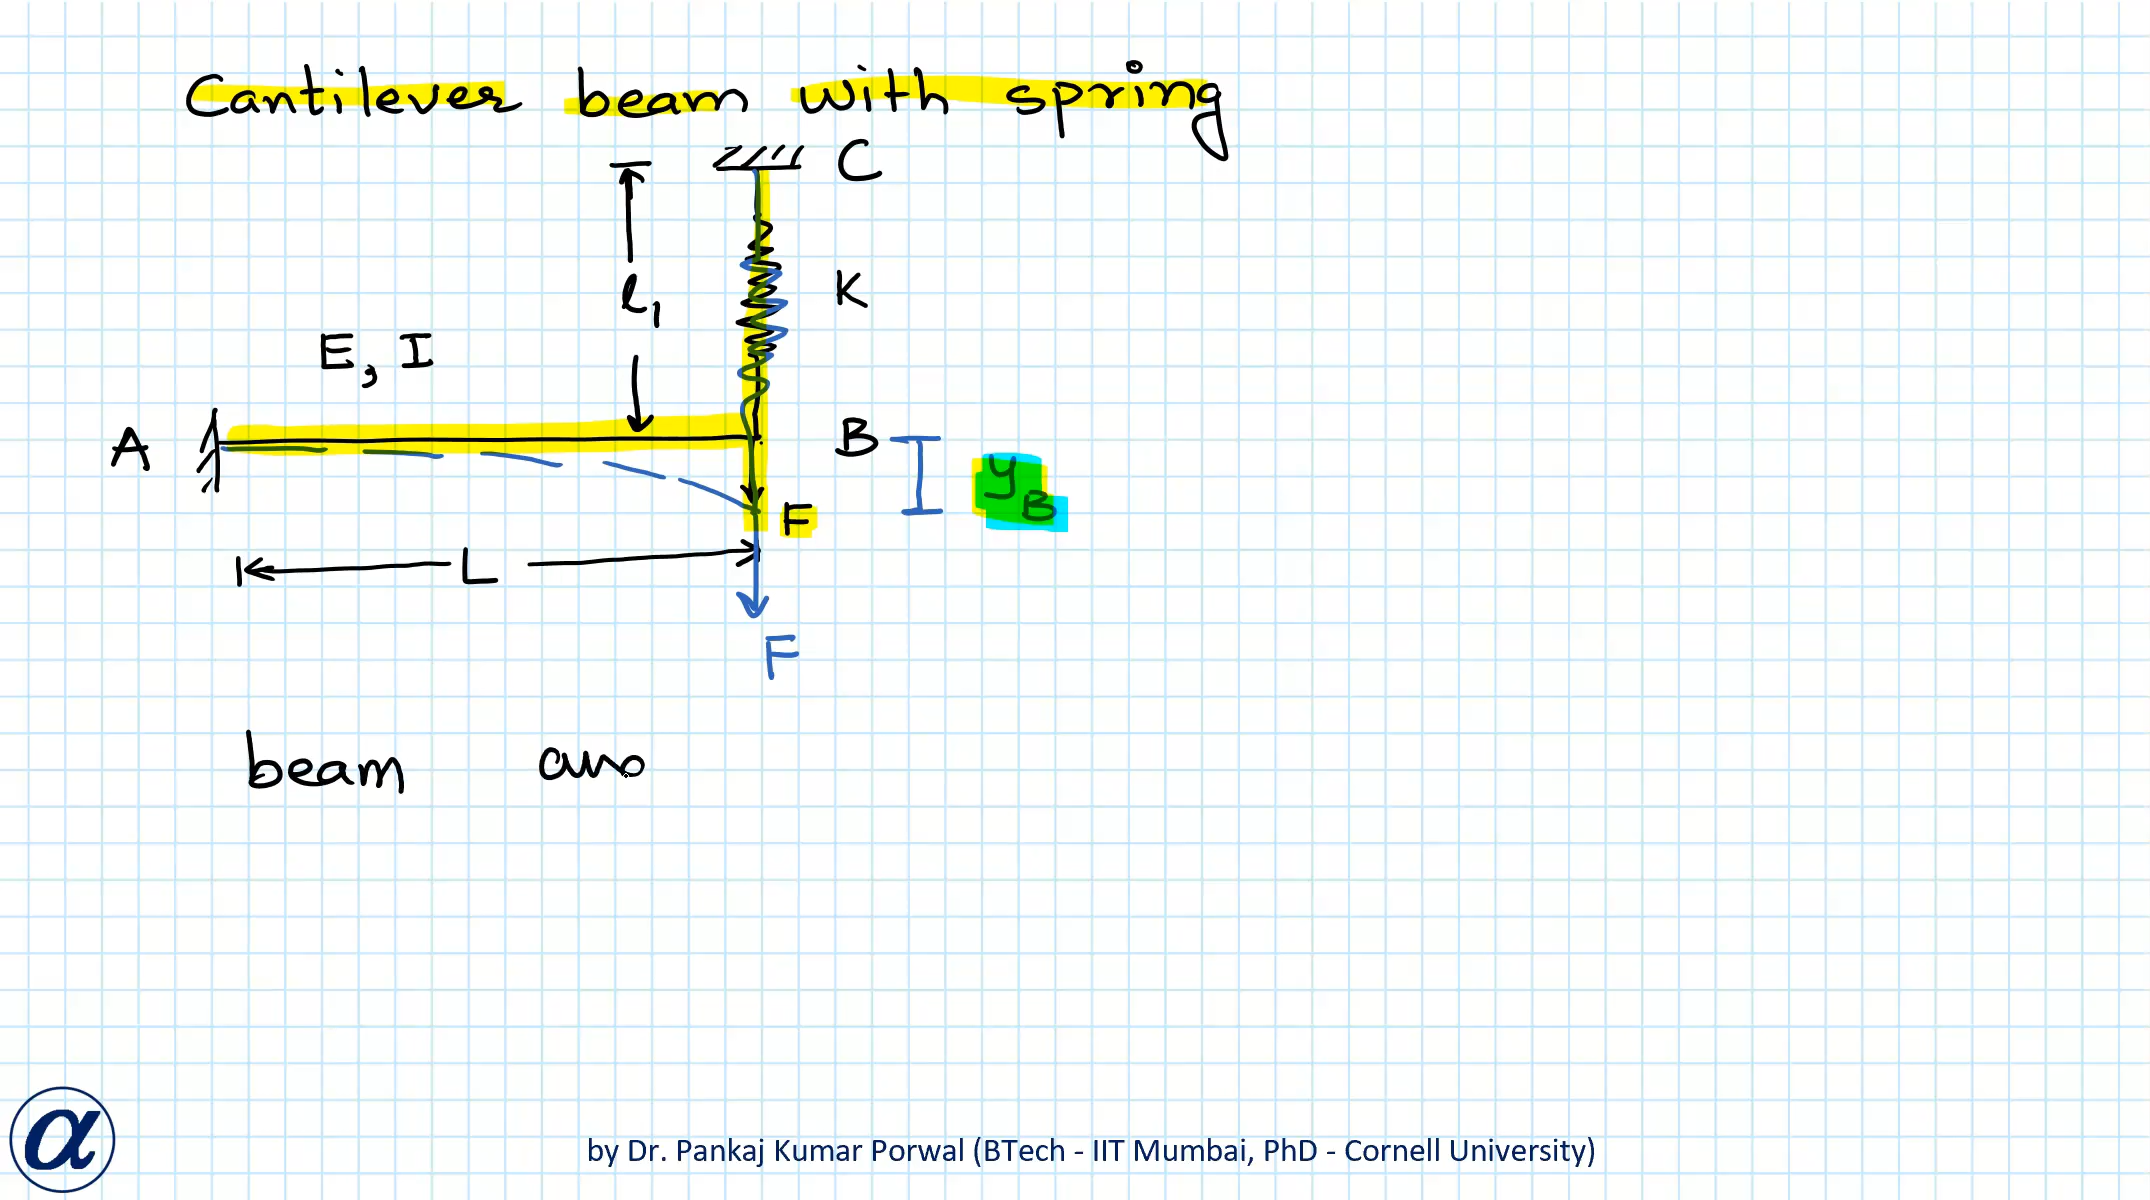 Cantilever beam with spring
C
K
l1
E, I
A
B
yB
F
L
F
beam
α
by Dr. Pankaj Kumar Porwal (BTech - IIT Mumbai, PhD - Cornell University)